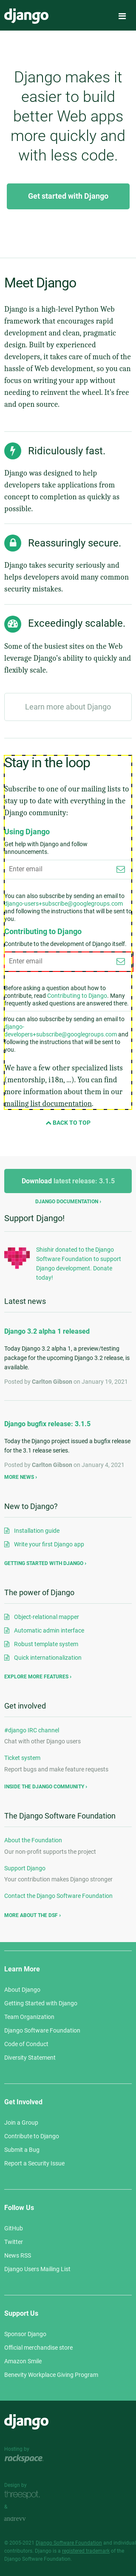 django
Django makes it
easier to build
better Web apps
more quickly and
with less code.
Get started with Django
Meet Django
Django is a high-level Python Web
framework that encourages rapid
development and clean, pragmatic
design. Built by experienced
developers, it takes care of much of the
hassle of Web development, so you can
focus on writing your app without
needing to reinvent the wheel. It's free
and open source.
Ridiculously fast.
Django was designed to help
developers take applications from
concept to completion as quickly as
possible.
Reassuringly secure.
Django takes security seriously and
helps developers avoid many common
security mistakes.
Exceedingly scalable.
Some of the busiest sites on the Web
leverage Django's ability to quickly and
flexibly scale.
Learn more about Django
Stay in the loop
Subscribe to one of our mailing lists to
stay up to date with everything in the
Django community:
Using Django
Get help with Django and follow
announcements.
Enter email
You can also subscribe by sending an email to
django-users+subscribe@googlegroups.com
and following the instructions that will be sent to
you.
Contributing to Django
Contribute to the development of Django itself.
Enter email
Before asking a question about how to
contribute, read Contributing to Django. Many
frequently asked questions are answered there.
You can also subscribe by sending an email to
django-
developers+subscribe@googlegroups.com and
following the instructions that will be sent to
you.
We have a few other specialized lists
(mentorship, i18n, ...). You can find
more information about them in our
mailing list documentation.
BACK TO TOP
Download latest release: 3.1.5
DJANGO DOCUMENTATION ›
Support Django!
Shishir donated to the Django
Software Foundation to support
Django development. Donate
today!
Latest news
Django 3.2 alpha 1 released
Today Django 3.2 alpha 1, a preview/testing
package for the upcoming Django 3.2 release, is
available.
Posted by Carlton Gibson on January 19, 2021
Django bugfix release: 3.1.5
Today the Django project issued a bugfix release
for the 3.1 release series.
Posted by Carlton Gibson on January 4, 2021
MORE NEWS ›
New to Django?
Installation guide
Write your first Django app
GETTING STARTED WITH DJANGO ›
The power of Django
Object-relational mapper
Automatic admin interface
Robust template system
Quick internationalization
EXPLORE MORE FEATURES ›
Get involved
#django IRC channel
Chat with other Django users
Ticket system
Report bugs and make feature requests
INSIDE THE DJANGO COMMUNITY ›
The Django Software Foundation
About the Foundation
Our non-profit supports the project
Support Django
Your contribution makes Django stronger
Contact the Django Software Foundation
MORE ABOUT THE DSF ›
Learn More
About Django
Getting Started with Django
Team Organization
Django Software Foundation
Code of Conduct
Diversity Statement
Get Involved
Join a Group
Contribute to Django
Submit a Bug
Report a Security Issue
Follow Us
GitHub
Twitter
News RSS
Django Users Mailing List
Support Us
Sponsor Django
Official merchandise store
Amazon Smile
Benevity Workplace Giving Program
django
Hosting by
rackspace
Design by
threespot.
&
andrevv
© 2005-2021 Django Software Foundation and individual
contributors. Django is a registered trademark of the
Django Software Foundation.